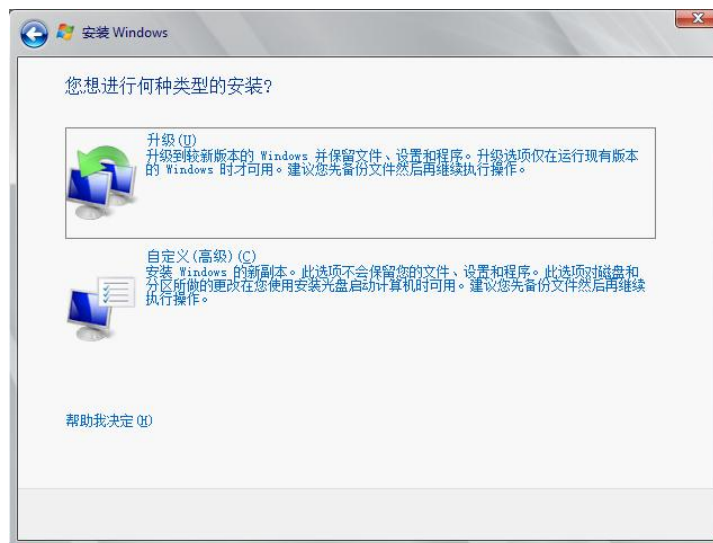 安装 Windows
您想进行何种类型的安装?
升级(U)
升级到较新版本的 Windows 并保留文件、设置和程序。升级选项仅在运行现有版本
的 Windows 时才可用。建议您先备份文件然后再继续执行操作。
自定义(高级)(C)
安装 Windows 的新副本。此选项不会保留您的文件、设置和程序。此选项对磁盘和
分区所做的更改在您使用安装光盘启动计算机时可用。建议您先备份文件然后再继续
执行操作。
帮助我决定(H)